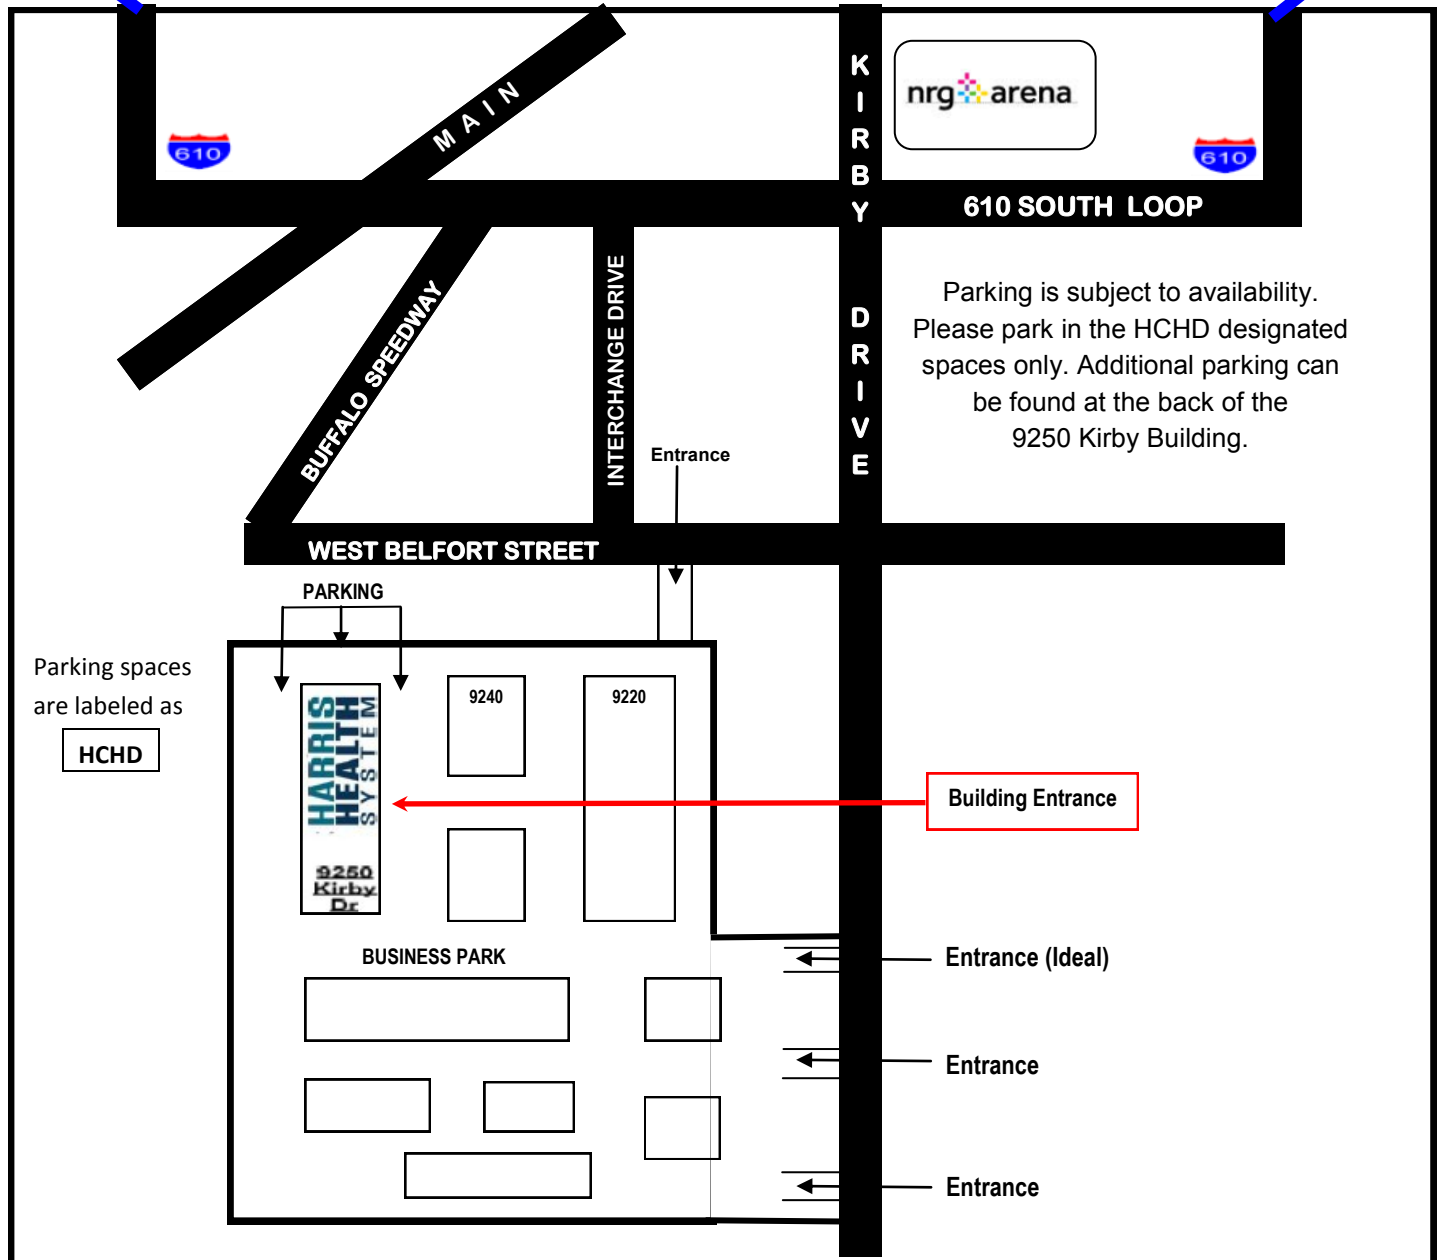 MAIN
KIRBY DRIVE
nrg arena
610
610
610 SOUTH LOOP
BUFFALO SPEEDWAY
INTERCHANGE DRIVE
Parking is subject to availability.
Please park in the HCHD designated
spaces only. Additional parking can
be found at the back of the
9250 Kirby Building.
Entrance
WEST BELFORT STREET
PARKING
Parking spaces
are labeled as
HCHD
HARRIS
HEALTH
SYSTEM
9250
Kirby
Dr
9240
9220
Building Entrance
BUSINESS PARK
Entrance (Ideal)
Entrance
Entrance